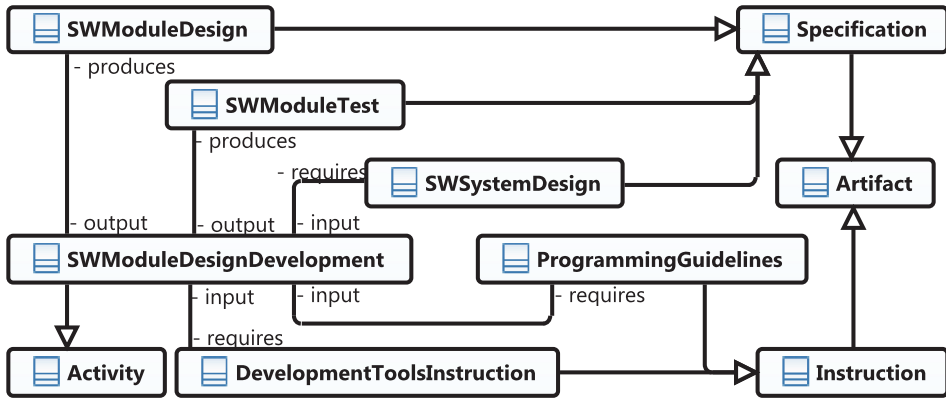 SWModuleDesign
Specification
- produces
SWModuleTest
- produces
- requires
SWSystemDesign
Artifact
- output
- output
- input
SWModuleDesignDevelopment
ProgrammingGuidelines
- input
- input
- requires
- requires
Activity
DevelopmentToolsInstruction
Instruction